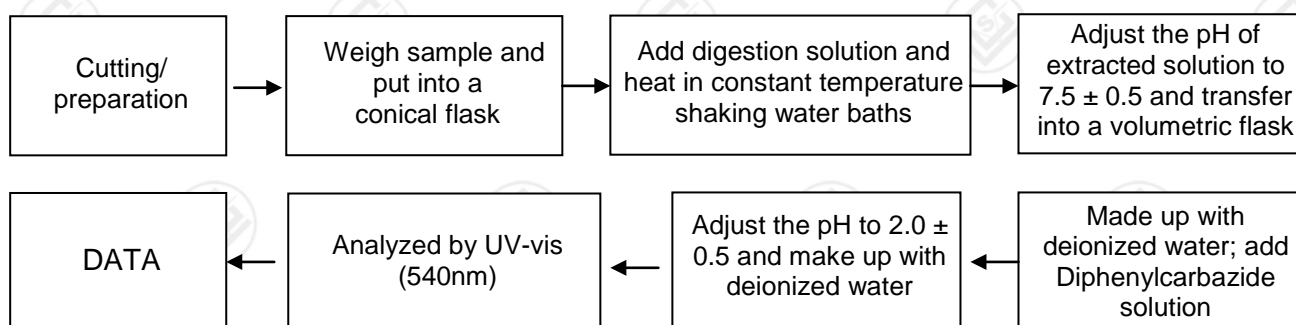 Cutting/
preparation
Weigh sample and
put into a
conical flask
Add digestion solution and
heat in constant temperature
shaking water baths
Adjust the pH of
extracted solution to
7.5 ± 0.5 and transfer
into a volumetric flask
DATA
Analyzed by UV-vis
(540nm)
Adjust the pH to 2.0 ±
0.5 and make up with
deionized water
Made up with
deionized water; add
Diphenylcarbazide
solution